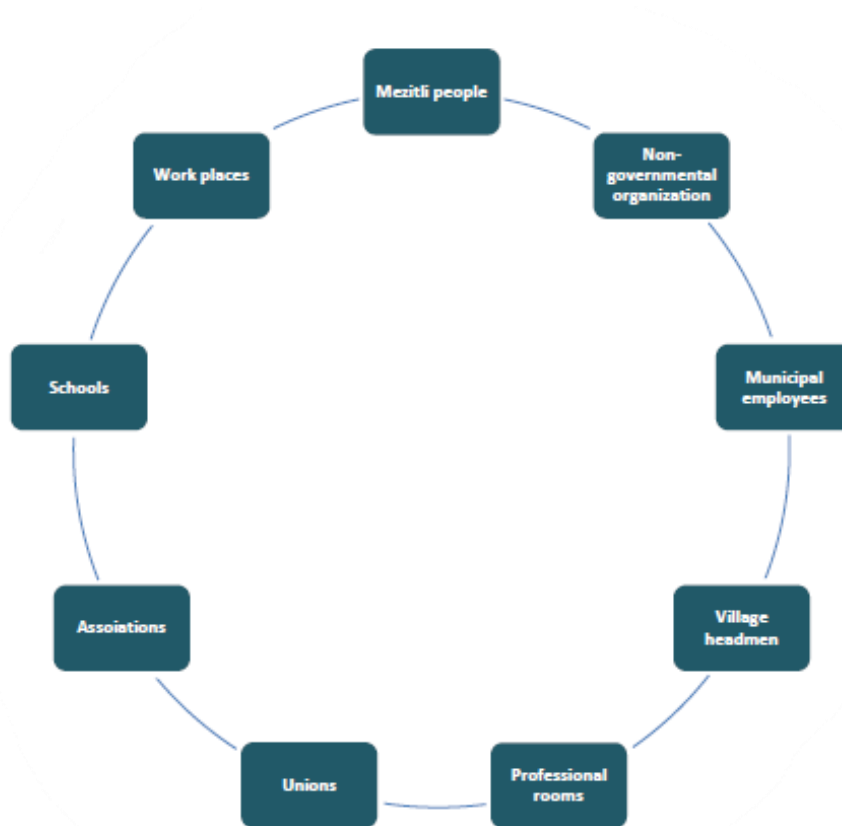 Mezitli people
Non-
governmental
organization
Municipal
employees
Village
headmen
Professional
rooms
Unions
Assoiations
Schools
Work places